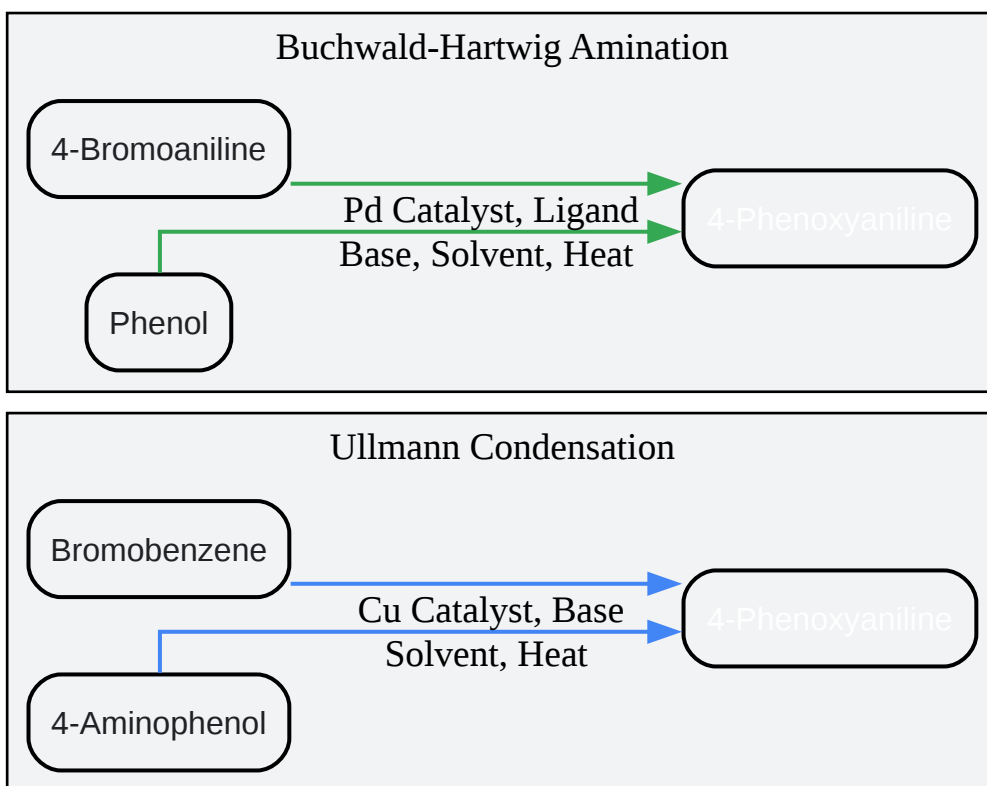 Buchwald-Hartwig Amination
4-Bromoaniline
4-Phenoxyaniline
Pd Catalyst, Ligand
Base, Solvent, Heat
Phenol
Ullmann Condensation
Bromobenzene
4-Phenoxyaniline
Cu Catalyst, Base
Solvent, Heat
4-Aminophenol